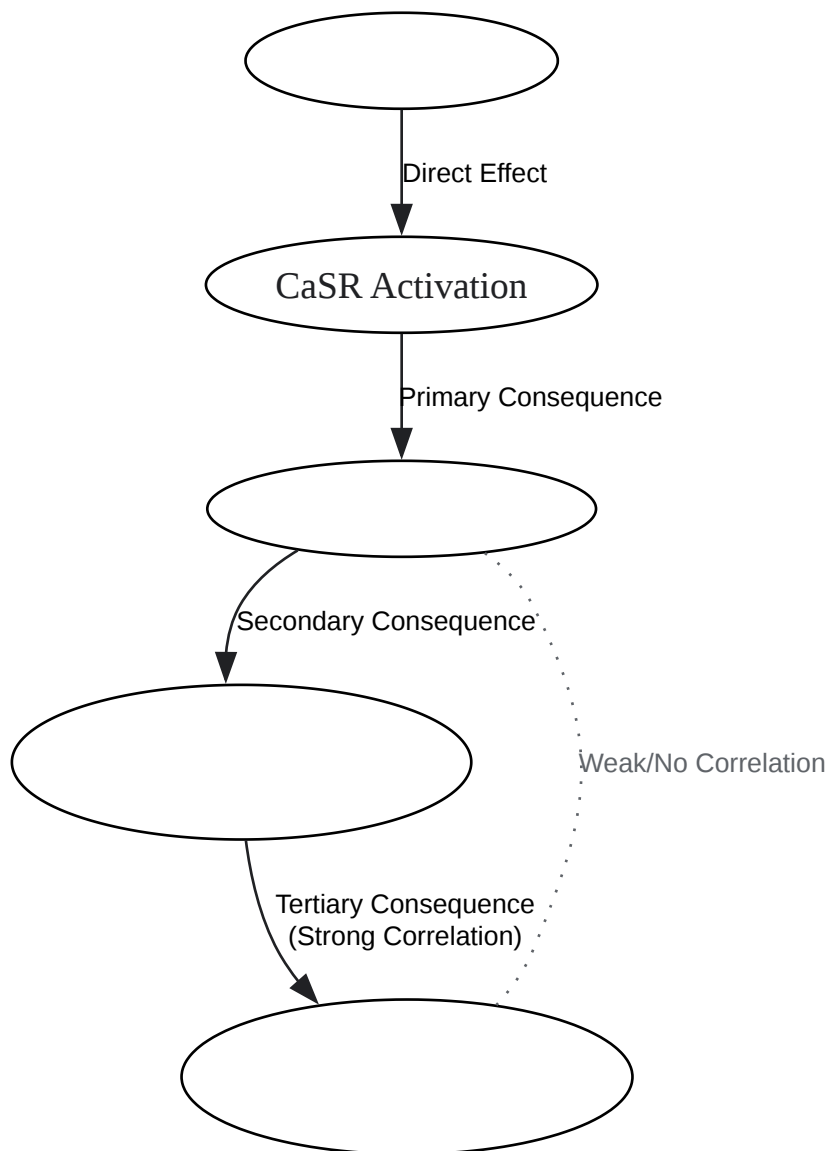 Direct Effect
CaSR Activation
Primary Consequence
Secondary Consequence
Weak/No Correlation
Tertiary Consequence
(Strong Correlation)